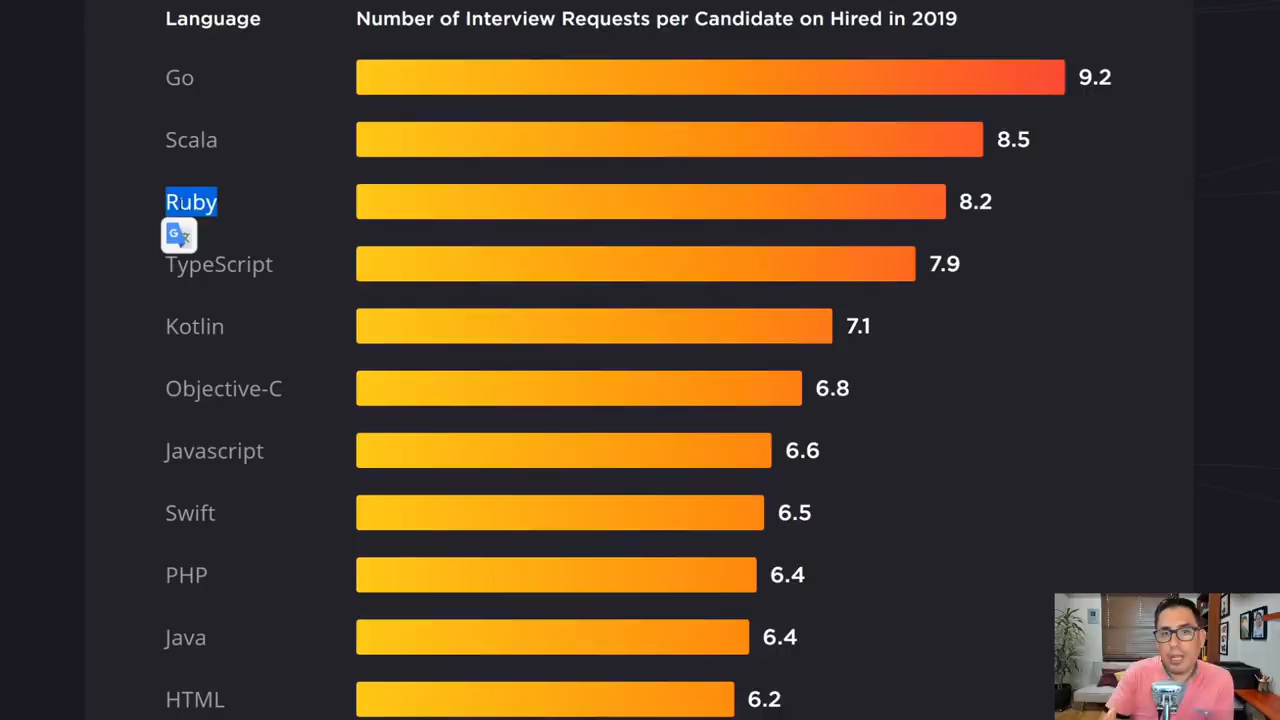 Language Number of Interview Requests per Candidate on Hired in 2019
Go 9.2
Scala 8.5
Ruby 8.2
G
TypeScript 7.9
Kotlin 7.1
Objective-C 6.8
Javascript 6.6
Swift 6.5
PHP 6.4
Java 6.4
HTML 6.2